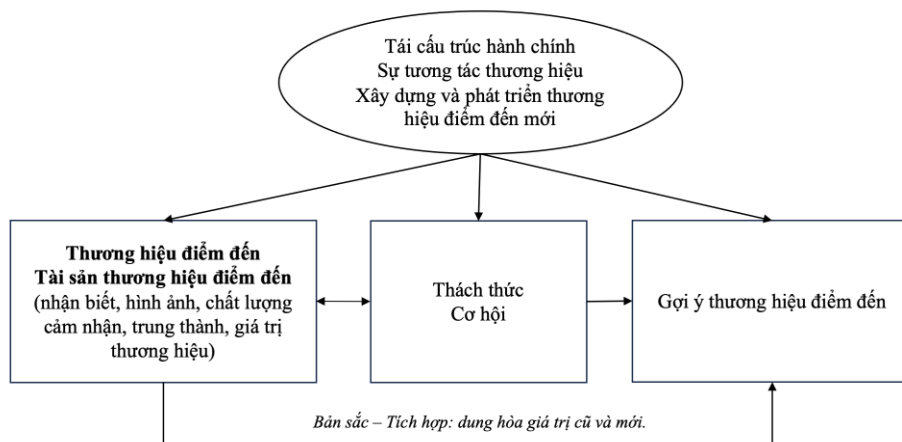 Tái cấu trúc hành chính
Sự tương tác thương hiệu
Xây dựng và phát triển thương
hiệu điểm đến mới
Thương hiệu điểm đến
Tài sản thương hiệu điểm đến
(nhận biết, hình ảnh, chất lượng
cảm nhận, trung thành, giá trị
thương hiệu)
Thách thức
Cơ hội
Gợi ý thương hiệu điểm đến
Bản sắc – Tích hợp: dung hòa giá trị cũ và mới.